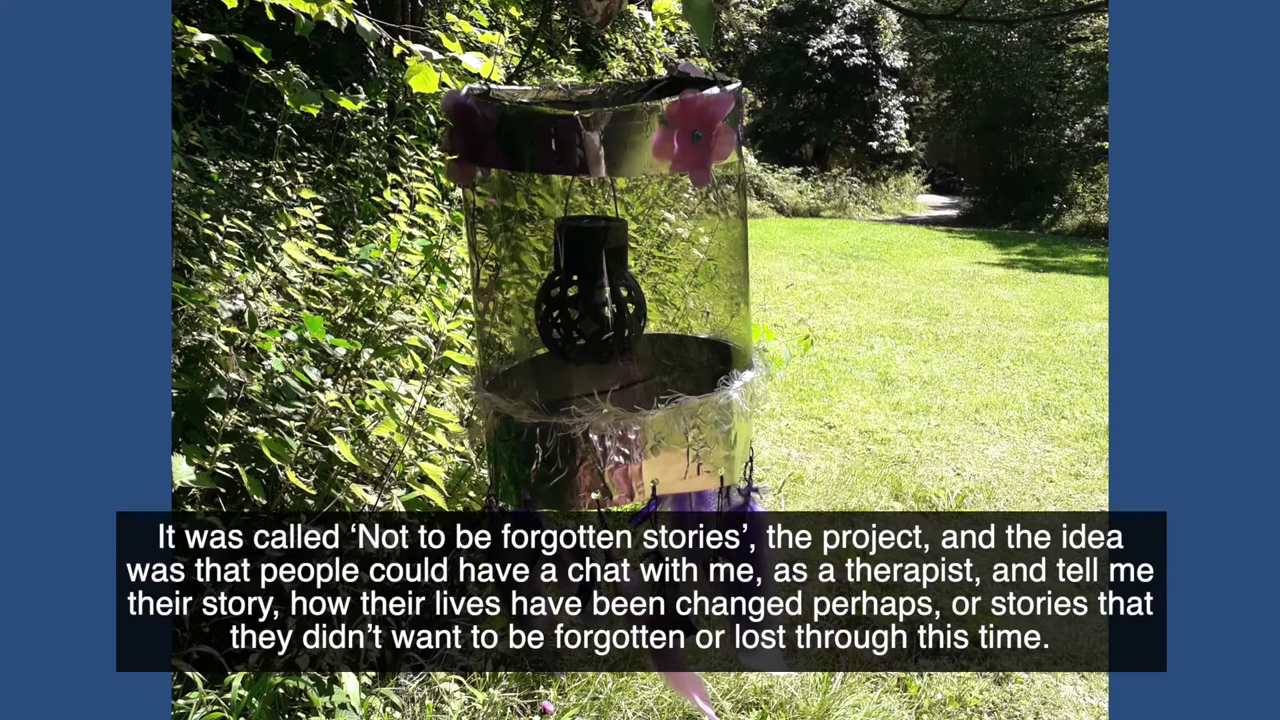 It was called ‘Not to be forgotten stories’, the project, and the idea
was that people could have a chat with me, as a therapist, and tell me
their story, how their lives have been changed perhaps, or stories that
they didn’t want to be forgotten or lost through this time.